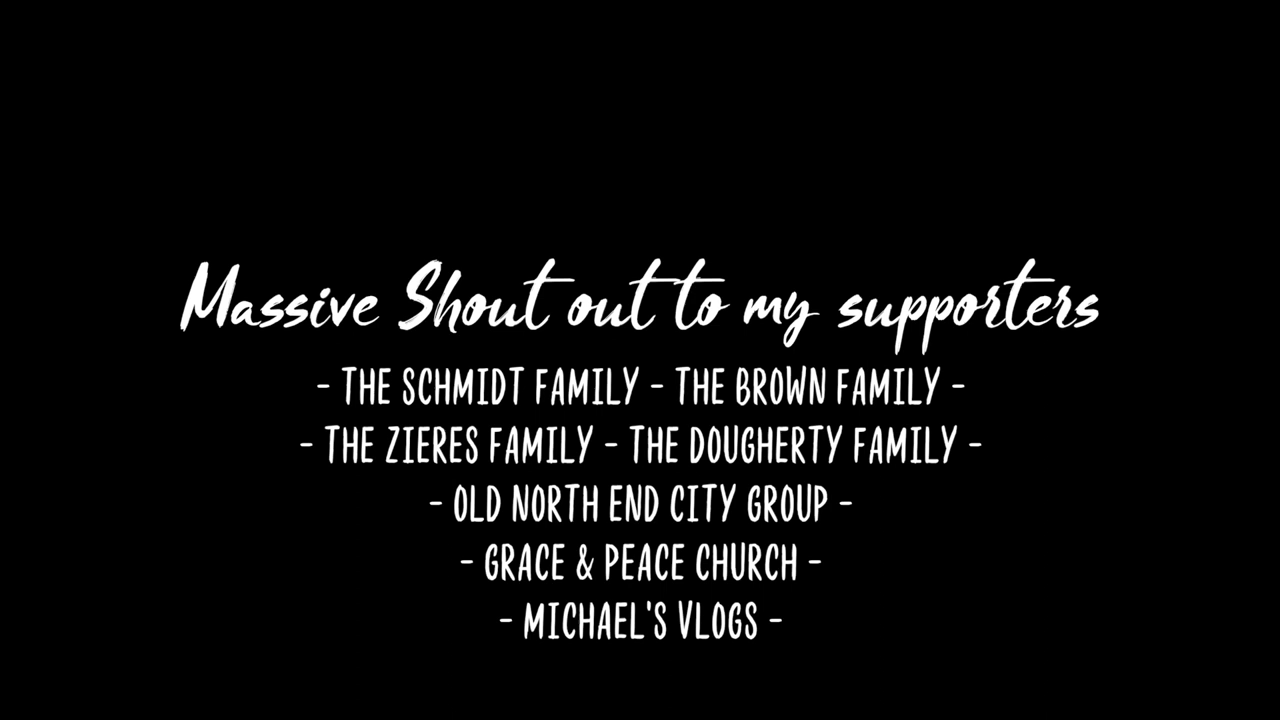 Massive Shout out to my supporters
- THE SCHMIDT FAMILY - THE BROWN FAMILY -
- THE ZIERES FAMILY - THE DOUGHERTY FAMILY -
- OLD NORTH END CITY GROUP -
- GRACE & PEACE CHURCH -
- MICHAEL'S VLOGS -